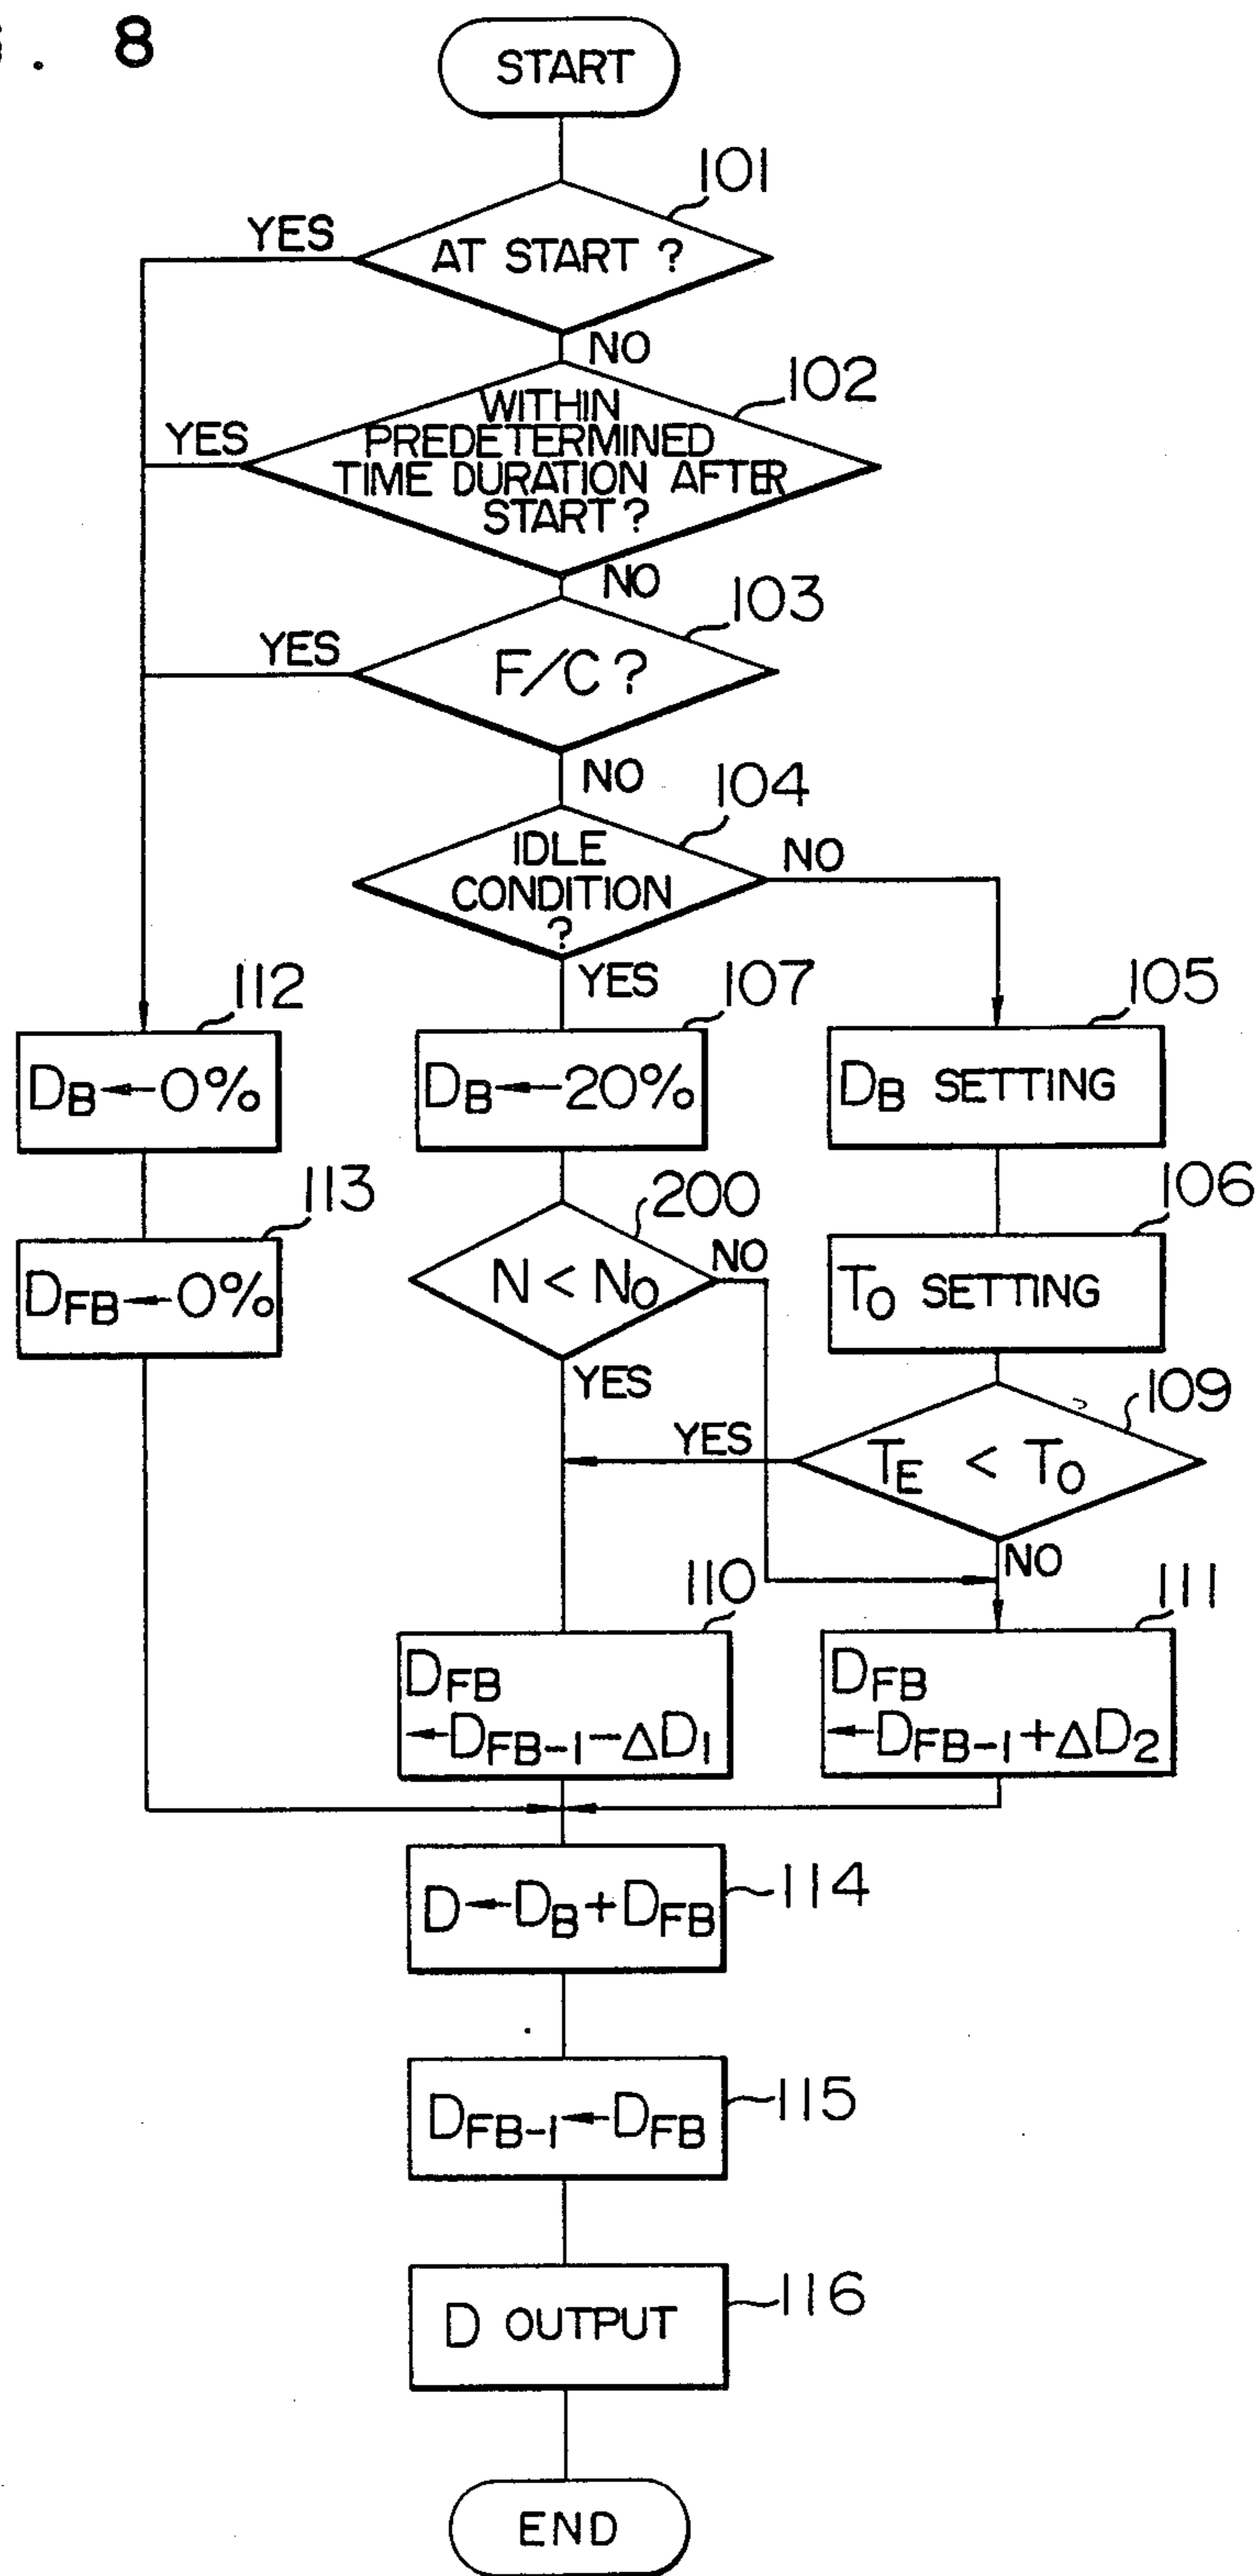 . 8
START
101
YES
AT START ?
NO
102
YES
WITHIN
PREDETERMINED
TIME DURATION AFTER
START ?
NO
103
YES
F/C ?
NO
104
IDLE
CONDITION
?
NO
YES
112
107
105
DB ← 0%
DB ← 20%
DB SETTING
113
200
106
DFB ← 0%
N < NO
NO
TO SETTING
YES
109
YES
TE < TO
NO
110
111
DFB
← DFB-1 − ΔD1
DFB
← DFB-1 + ΔD2
D ← DB + DFB
114
DFB-1 ← DFB
115
D OUTPUT
116
END